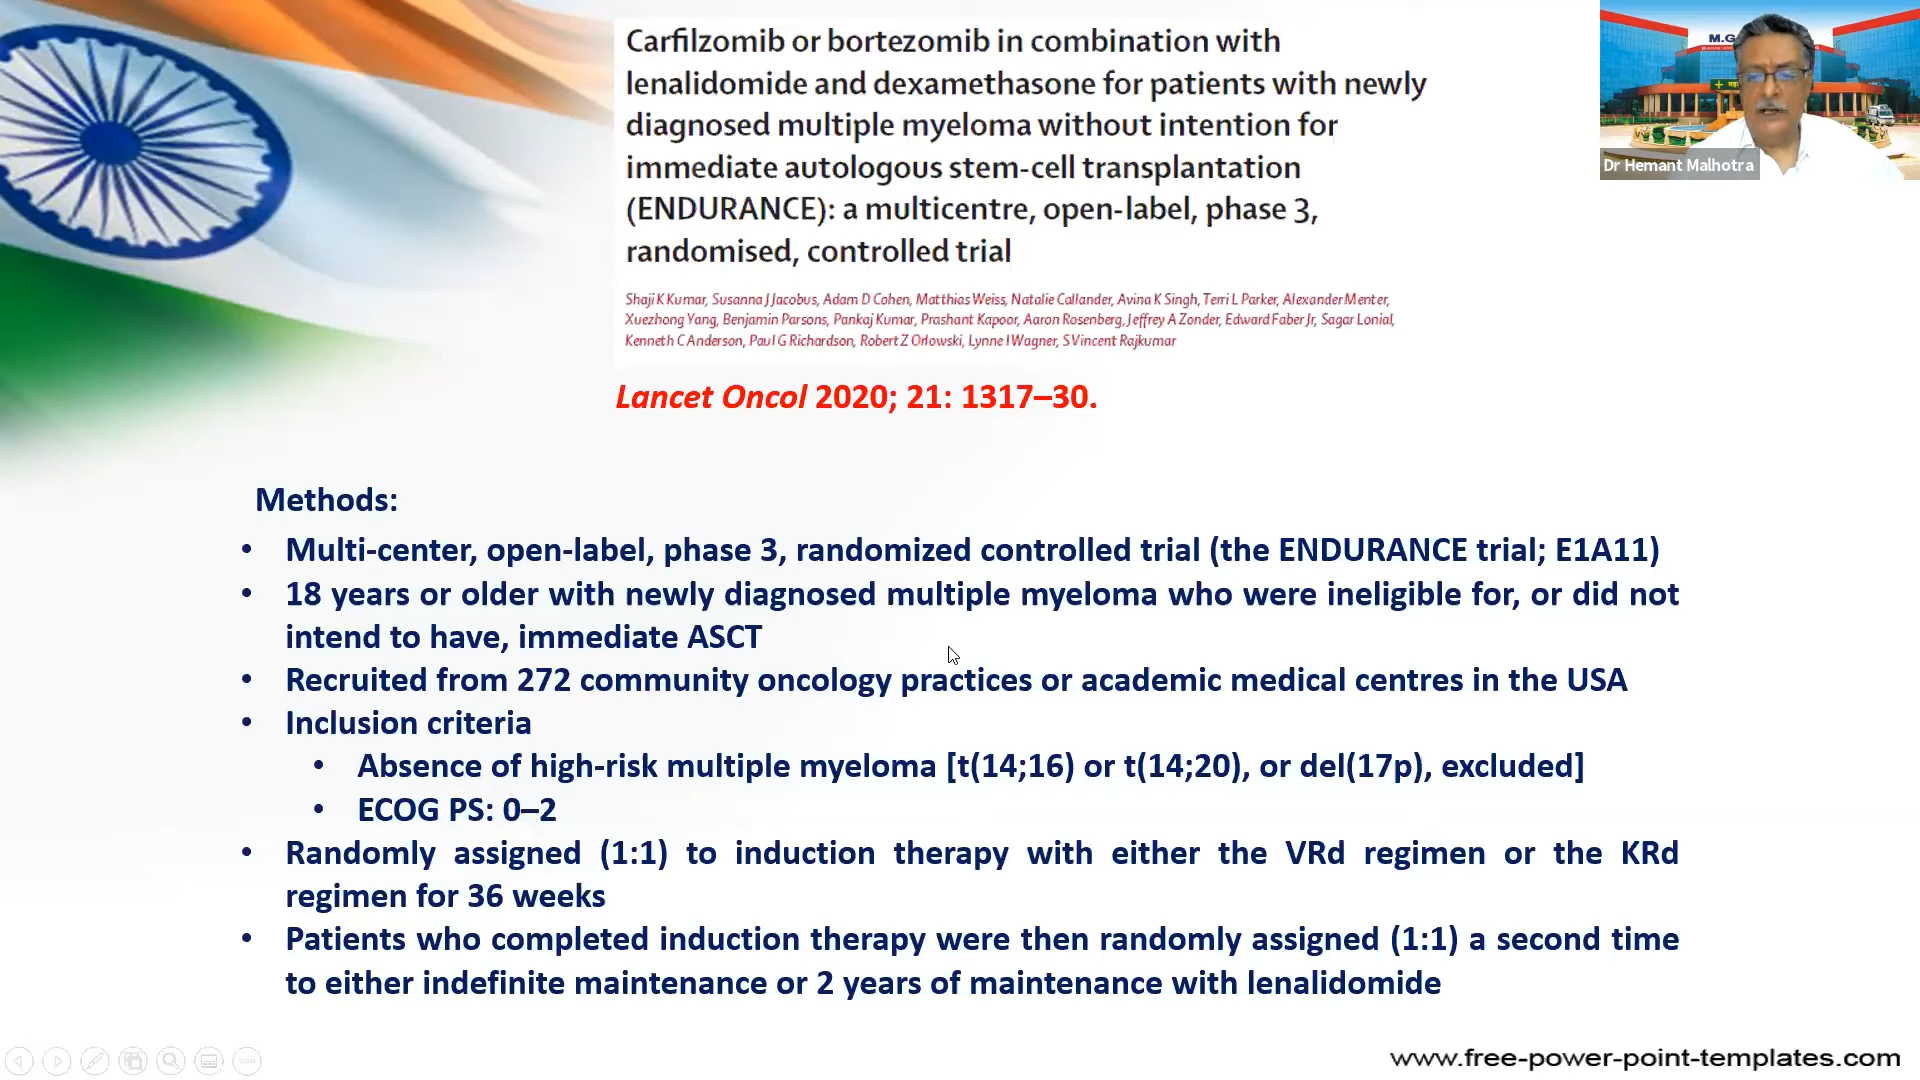 Carfilzomib or bortezomib in combination with
lenalidomide and dexamethasone for patients with newly
diagnosed multiple myeloma without intention for
immediate autologous stem-cell transplantation
(ENDURANCE): a multicentre, open-label, phase 3,
randomised, controlled trial
Shaji K Kumar, Susanna J Jacobus, Adam D Cohen, Matthias Weiss, Natalie Callander, Avina K Singh, Terri L Parker, Alexander Menter,
Xuezhong Yang, Benjamin Parsons, Pankaj Kumar, Prashant Kapoor, Aaron Rosenberg, Jeffrey A Zonder, Edward Faber Jr, Sagar Lonial,
Kenneth C Anderson, Paul G Richardson, Robert Z Orlowski, Lynne I Wagner, S Vincent Rajkumar
Lancet Oncol 2020; 21: 1317–30.
M.G
Dr Hemant Malhotra
Methods:
• Multi-center, open-label, phase 3, randomized controlled trial (the ENDURANCE trial; E1A11)
• 18 years or older with newly diagnosed multiple myeloma who were ineligible for, or did not
intend to have, immediate ASCT
• Recruited from 272 community oncology practices or academic medical centres in the USA
• Inclusion criteria
• Absence of high-risk multiple myeloma [t(14;16) or t(14;20), or del(17p), excluded]
• ECOG PS: 0–2
• Randomly assigned (1:1) to induction therapy with either the VRd regimen or the KRd
regimen for 36 weeks
• Patients who completed induction therapy were then randomly assigned (1:1) a second time
to either indefinite maintenance or 2 years of maintenance with lenalidomide
www.free-power-point-templates.com